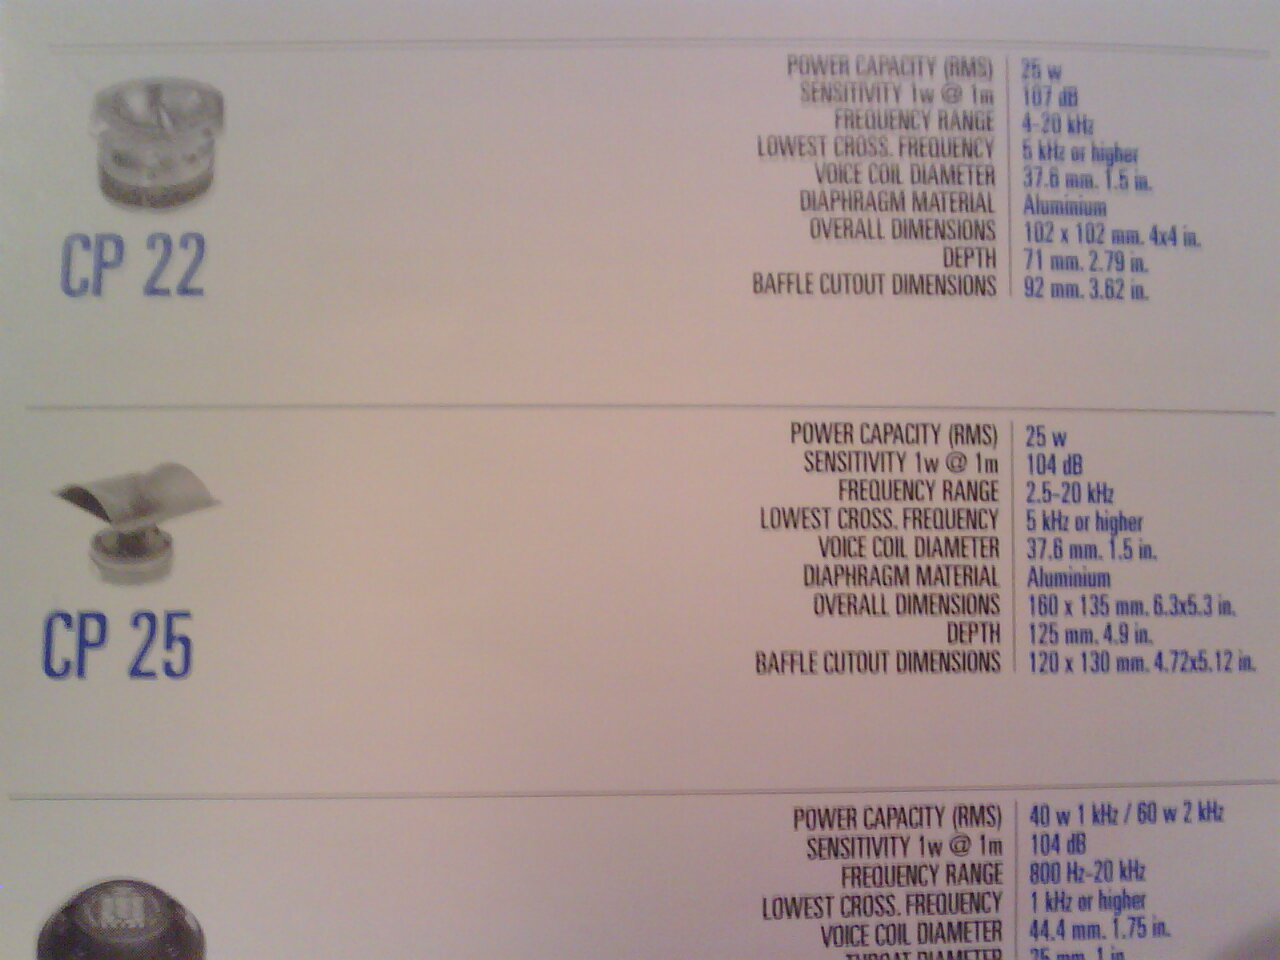 POWER CAPACITY (RMS) 25 w
SENSITIVITY 1w @ 1m 107 dB
FREQUENCY RANGE 4-20 kHz
LOWEST CROSS. FREQUENCY 5 kHz or higher
VOICE COIL DIAMETER 37.6 mm. 1.5 in.
DIAPHRAGM MATERIAL Aluminium
OVERALL DIMENSIONS 102 x 102 mm. 4x4 in.
DEPTH 71 mm. 2.79 in.
BAFFLE CUTOUT DIMENSIONS 92 mm. 3.62 in.
CP 22
POWER CAPACITY (RMS) 25 w
SENSITIVITY 1w @ 1m 104 dB
FREQUENCY RANGE 2.5-20 kHz
LOWEST CROSS. FREQUENCY 5 kHz or higher
VOICE COIL DIAMETER 37.6 mm. 1.5 in.
DIAPHRAGM MATERIAL Aluminium
OVERALL DIMENSIONS 160 x 135 mm. 6.3x5.3 in.
DEPTH 125 mm. 4.9 in.
BAFFLE CUTOUT DIMENSIONS 120 x 130 mm. 4.72x5.12 in.
CP 25
POWER CAPACITY (RMS) 40 w 1 kHz / 60 w 2 kHz
SENSITIVITY 1w @ 1m 104 dB
FREQUENCY RANGE 800 Hz-20 kHz
LOWEST CROSS. FREQUENCY 1 kHz or higher
VOICE COIL DIAMETER 44.4 mm. 1.75 in.
THROAT DIAMETER 25 mm. 1 in.